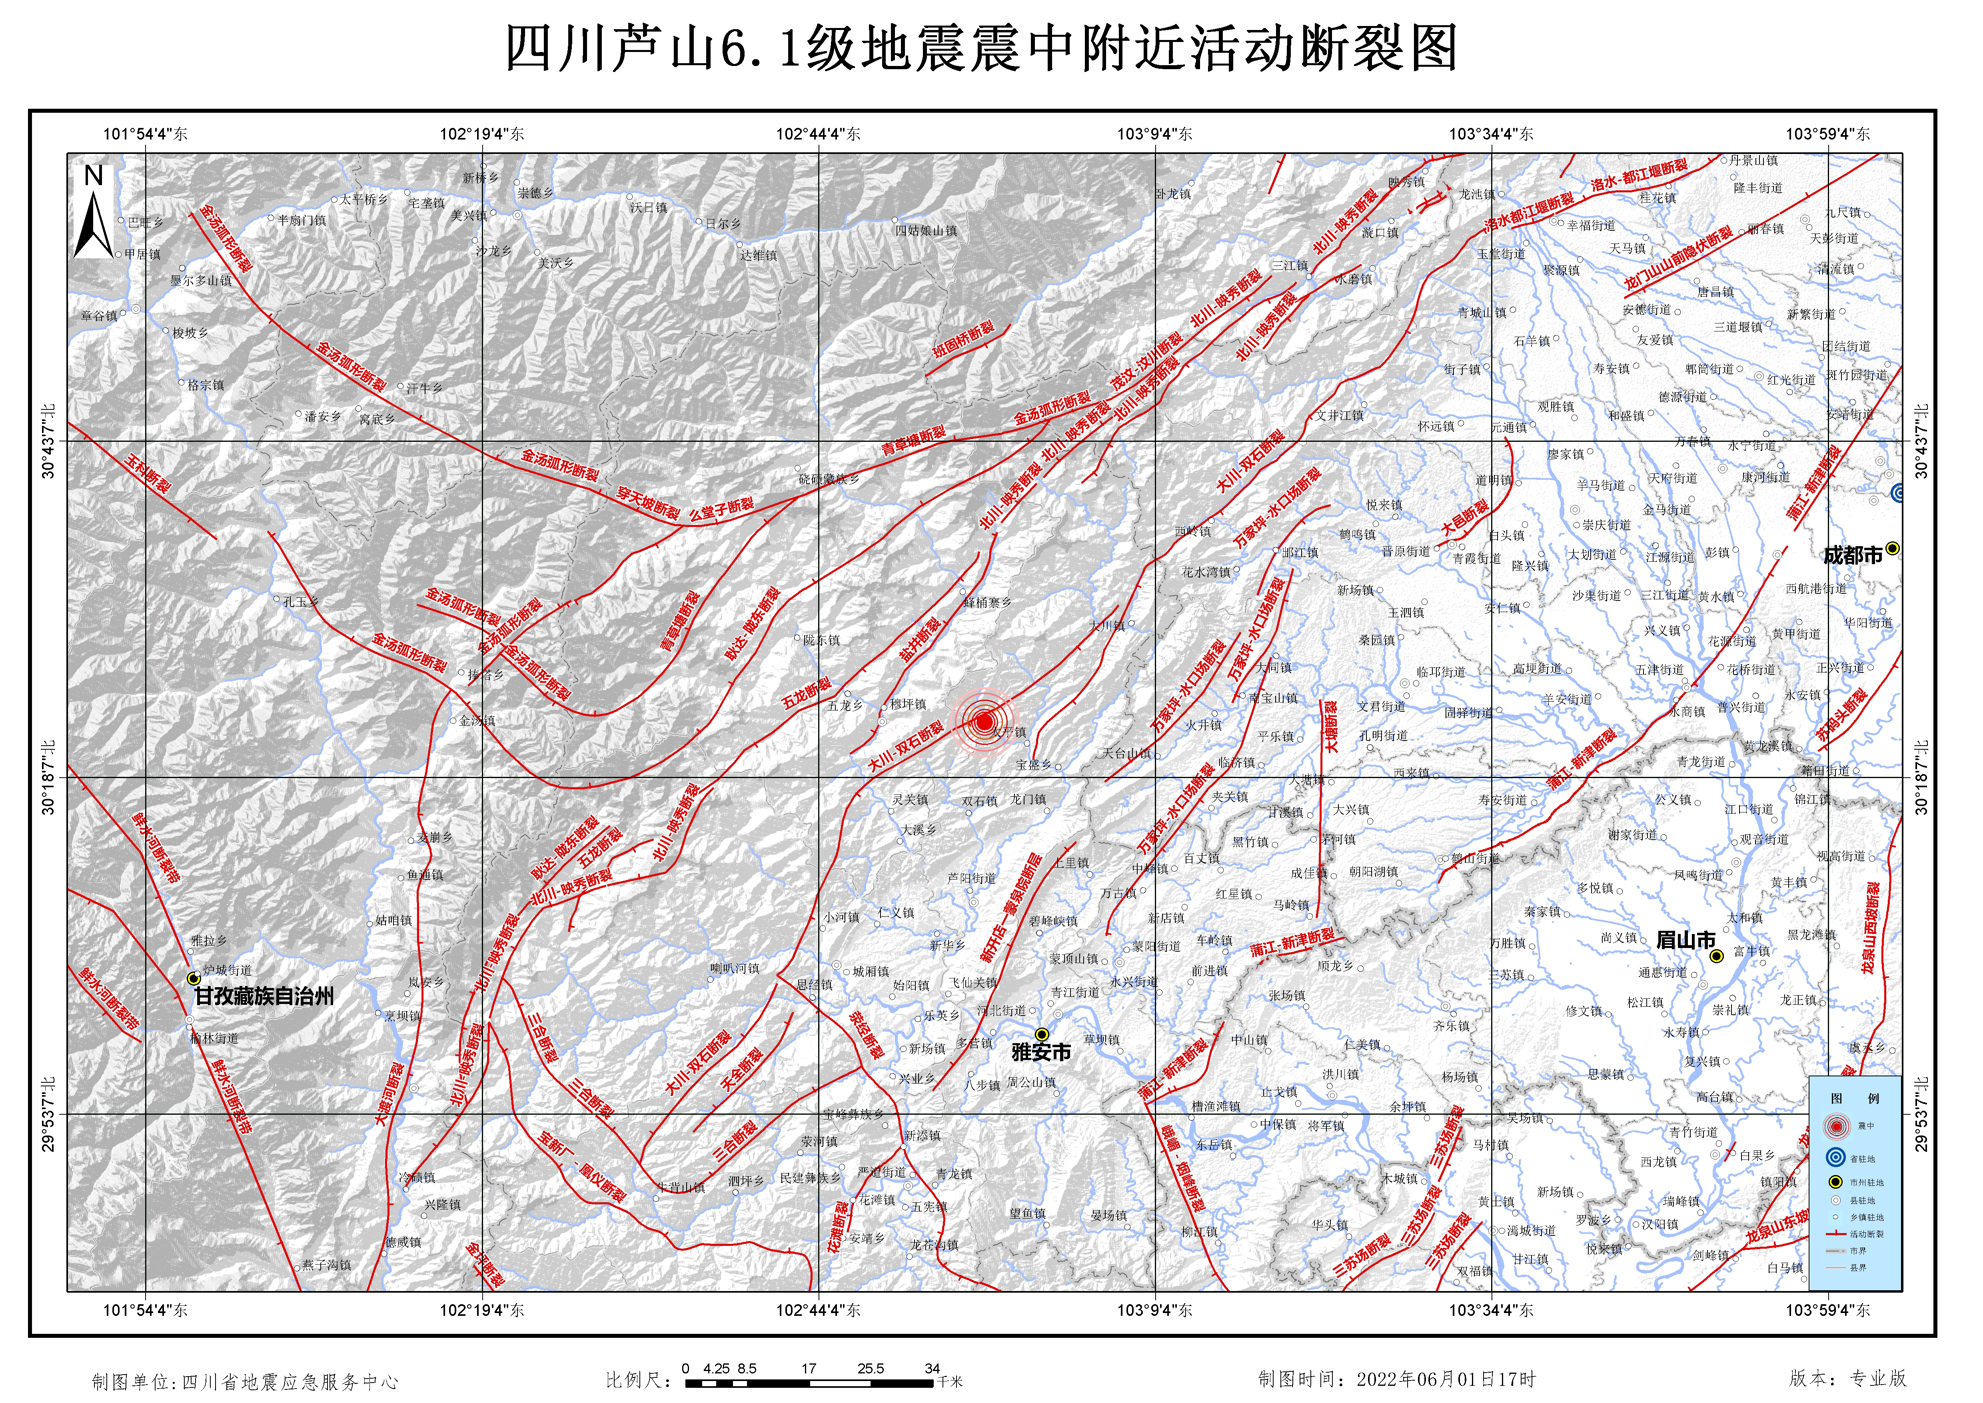 四川芦山6.1级地震震中附近活动断裂图
101°54'4"东
102°19'4"东
102°44'4"东
103°9'4"东
103°34'4"东
103°59'4"东
N
30°43'7"北
30°18'7"北
29°53'7"北
新桥乡
崇德乡
太平桥乡
宅垄镇
美兴镇
沃日镇
日尔乡
四姑娘山镇
卧龙镇
映秀镇
龙池镇
洛水-都江堰断裂
丹景山镇
隆丰街道
桂花镇
九尺镇
巴旺乡
金汤弧形断裂
半扇门镇
沙龙乡
美沃乡
达维镇
北川-映秀断裂
漩口镇
洛水都江堰断裂
幸福街道
丽春镇
天彭街道
天马镇
甲居镇
墨尔多山镇
三江镇
水磨镇
玉堂街道
聚源镇
龙门山山前隐伏断裂
清流镇
唐昌镇
章谷镇
梭坡乡
班固桥断裂
北川-映秀断裂
北川-映秀断裂
青城山镇
安德街道
新繁街道
三道堰镇
石羊镇
友爱镇
团结街道
金汤弧形断裂
茂汶-汶川断裂
格宗镇
汗牛乡
街子镇
寿安镇
郫筒街道
红光街道
斑竹园街道
潘安乡
窝底乡
金汤弧形断裂
北川-映秀断裂
文井江镇
怀远镇
元通镇
观胜镇
和盛镇
德源街道
安靖街道
青草塘断裂
北川-映秀断裂
大川-双石断裂
万春镇
永宁街道
玉科断裂
金汤弧形断裂
穿天坡断裂
么堂子断裂
硗碛藏族乡
北川-映秀断裂
万家坪-水口场断裂
廖家镇
道明镇
羊马街道
天府街道
康河街道
蒲江-新津断裂
悦来镇
大邑断裂
崇庆街道
金马街道
西岭镇
鹤鸣镇
白头镇
邮江镇
晋原街道
青霞街道
隆兴镇
大划街道
江源街道
彭镇
成都市
花水湾镇
孔玉乡
金汤弧形断裂
金汤弧形断裂
青草塘断裂
耿达-陇东断裂
蜂桶寨乡
新场镇
王泗镇
安仁镇
沙渠街道
三江街道
黄水镇
西航港街道
大川镇
万家坪-水口场断裂
桑园镇
兴义镇
花源街道
黄甲街道
华阳街道
金汤弧形断裂
金汤弧形断裂
捧塔乡
陇东镇
盐井断裂
万家坪-水口场断裂
大同镇
临邛街道
高埂街道
五津街道
花桥街道
正兴街道
五龙断裂
五龙乡
穆坪镇
南宝山镇
文君街道
固驿街道
羊安街道
永商镇
普兴街道
永安镇
苏码头断裂
金汤镇
大川-双石断裂
太平镇
火井镇
大塘断裂
平乐镇
孔明街道
黄龙溪镇
宝盛乡
天台山镇
临济镇
大塘镇
西来镇
蒲江-新津断裂
青龙街道
籍田街道
鲜水河断裂带
北川-映秀断裂
灵关镇
双石镇
龙门镇
夹关镇
甘溪镇
大兴镇
寿安街道
公义镇
江口街道
锦江镇
麦崩乡
耿达-陇东断裂
五龙断裂
大溪乡
万家坪-水口场断裂
黑竹镇
茅河镇
谢家街道
观音街道
鱼通镇
北川-映秀断裂
上里镇
百丈镇
鹤山街道
视高街道
芦阳街道
中峰镇
成佳镇
朝阳湖镇
凤鸣街道
黄丰镇
姑咱镇
小河镇
仁义镇
新开店-蒙泉院断层
万古镇
红星镇
多悦镇
碧峰峡镇
新店镇
马岭镇
秦家镇
太和镇
龙泉山西坡断裂
雅拉乡
新华乡
蒙阳街道
车岭镇
蒲江-新津断裂
万胜镇
尚义镇
眉山市
富牛镇
黑龙滩镇
炉城街道
甘孜藏族自治州
北川-映秀断裂
喇叭河镇
城厢镇
蒙顶山镇
前进镇
顺龙乡
三苏镇
通惠街道
鲜水河断裂带
岚安乡
思经镇
始阳镇
飞仙关镇
永兴街道
青江街道
张场镇
修文镇
松江镇
崇礼镇
龙正镇
烹坝镇
榆林街道
三合断裂
荥经断裂
乐英乡
河北街道
雅安市
草坝镇
中山镇
仁美镇
齐乐镇
永寿镇
复兴镇
虞丞乡
北川-映秀断裂
大川-双石断裂
天全断裂
新场镇
多营镇
鲜水河断裂带
大渡河断裂
三合断裂
兴业乡
八步镇
周公山镇
蒲江-新津断裂
洪川镇
止戈镇
杨场镇
思蒙镇
高台镇
宝峰彝族乡
槽渔滩镇
余坪镇
吴场镇
宝新厂-凰仪断裂
三合断裂
荥河镇
新添镇
中保镇
将军镇
三苏场断裂
马村镇
青竹街道
东岳镇
西龙镇
白果乡
冷碛镇
牛背山镇
泗坪乡
民建彝族乡
严道街道
青龙镇
峨眉-烟峰断裂
木城镇
新场镇
镇阳镇
兴隆镇
花滩镇
五宪镇
望鱼镇
晏场镇
三苏场断裂
黄土镇
罗波乡
汉阳镇
瑞峰镇
花滩断裂
安靖乡
柳江镇
华头镇
漹城街道
龙泉山东坡
德威镇
龙苍沟镇
三苏场断裂
三苏场断裂
甘江镇
悦来镇
剑峰镇
燕子沟镇
金坪断裂
双福镇
白马镇
图 例
震中
省驻地
市州驻地
县驻地
乡镇驻地
活动断裂
市界
县界
30°43'7"北
30°18'7"北
29°53'7"北
101°54'4"东
102°19'4"东
102°44'4"东
103°9'4"东
103°34'4"东
103°59'4"东
制图单位:四川省地震应急服务中心
比例尺：
0 4.25 8.5 17 25.5 34
千米
制图时间：2022年06月01日17时
版本：专业版